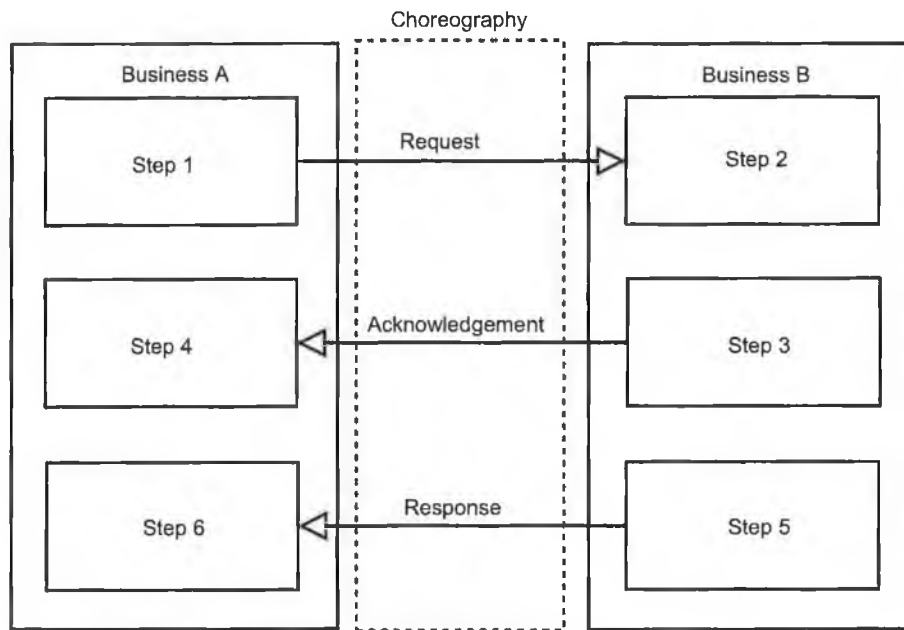 Choreography
Business A
Business B
Step 1
Request
Step 2
Step 4
Acknowledgement
Step 3
Step 6
Response
Step 5